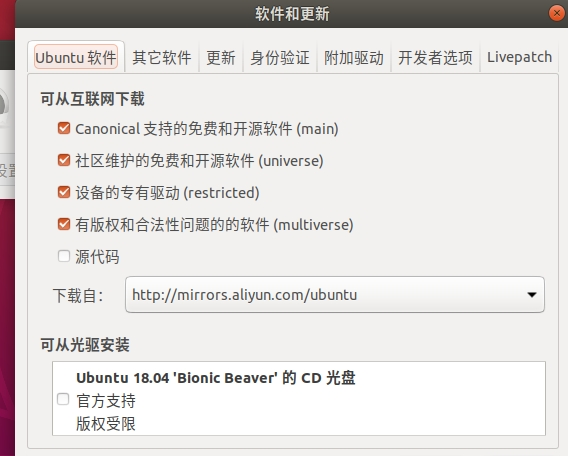 软件和更新
Ubuntu 软件 其它软件 更新 身份验证 附加驱动 开发者选项 Livepatch
可从互联网下载
Canonical 支持的免费和开源软件 (main)
社区维护的免费和开源软件 (universe)
设备的专有驱动 (restricted)
有版权和合法性问题的的软件 (multiverse)
源代码
下载自： http://mirrors.aliyun.com/ubuntu
可从光驱安装
Ubuntu 18.04 'Bionic Beaver' 的 CD 光盘
官方支持
版权受限